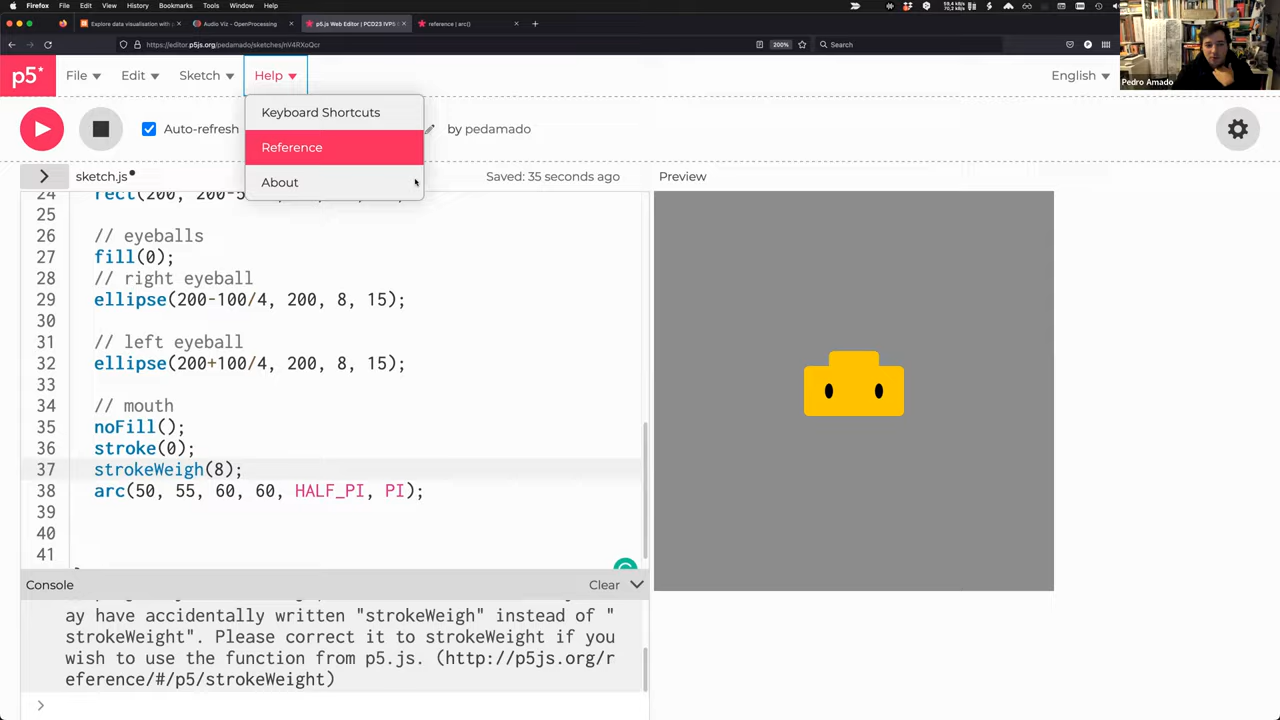 Firefox File Edit View History Bookmarks Tools Window Help
Explore data visualisation with p
Audio Viz - OpenProcessing
p5.js Web Editor | PCD23 IVP5
reference | arc()
https://editor.p5js.org/pedamado/sketches/nV4RXoQcr
200%
Search
Pedro Amado
p5*
File
Edit
Sketch
Help
English
Keyboard Shortcuts
Reference
About
Auto-refresh
by pedamado
sketch.js
Saved: 35 seconds ago
Preview
24 rect(200, 200-5
25
26 // eyeballs
27 fill(0);
28 // right eyeball
29 ellipse(200-100/4, 200, 8, 15);
30
31 // left eyeball
32 ellipse(200+100/4, 200, 8, 15);
33
34 // mouth
35 noFill();
36 stroke(0);
37 strokeWeigh(8);
38 arc(50, 55, 60, 60, HALF_PI, PI);
39
40
41
Console
Clear
ay have accidentally written "strokeWeigh" instead of "
strokeWeight". Please correct it to strokeWeight if you
wish to use the function from p5.js. (http://p5js.org/r
eference/#/p5/strokeWeight)